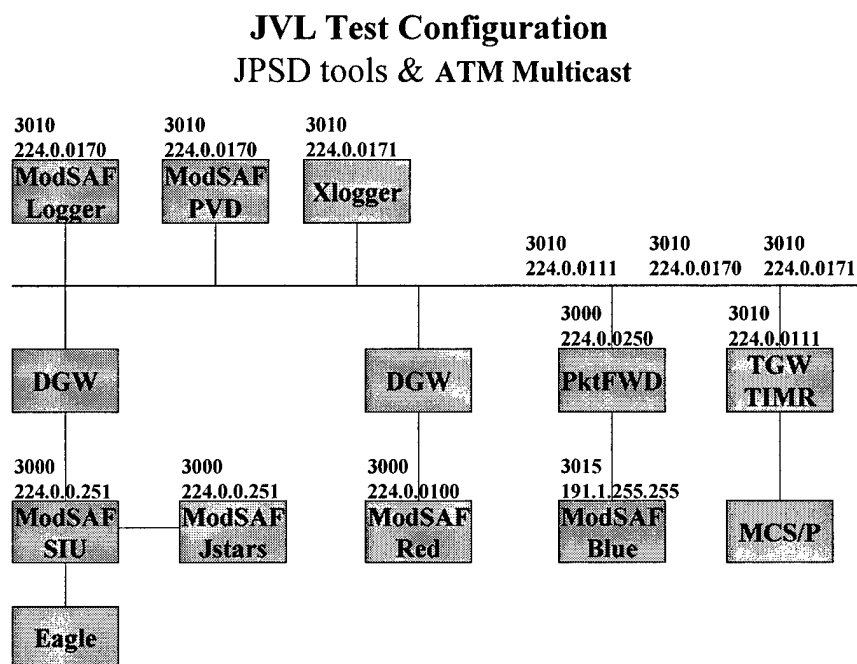 JVL Test Configuration
JPSD tools & ATM Multicast
3010
224.0.0170
ModSAF
Logger
3010
224.0.0170
ModSAF
PVD
3010
224.0.0171
Xlogger
3010
224.0.0111
3010
224.0.0170
3010
224.0.0171
DGW
DGW
3000
224.0.0250
PktFWD
3010
224.0.0111
TGW
TIMR
3000
224.0.0.251
ModSAF
SIU
3000
224.0.0.251
ModSAF
Jstars
3000
224.0.0100
ModSAF
Red
3015
191.1.255.255
ModSAF
Blue
MCS/P
Eagle